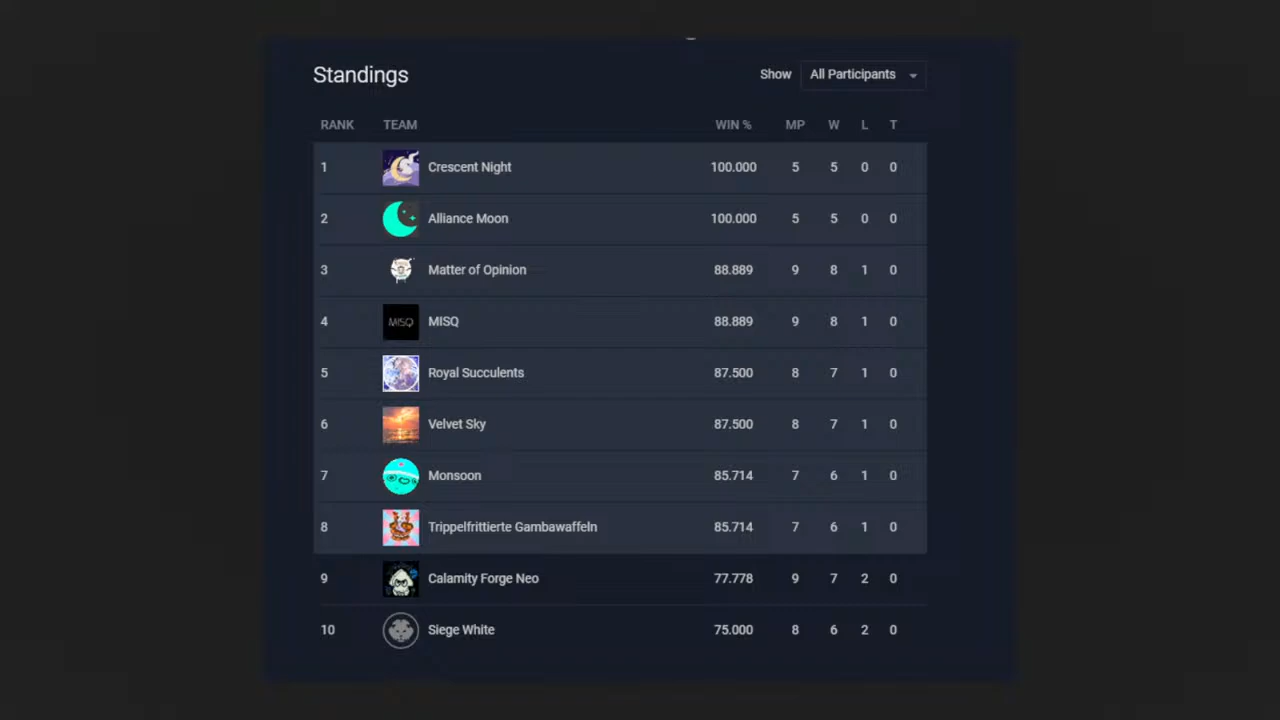 Standings
Show All Participants
RANK TEAM WIN % MP W L T
1 Crescent Night 100.000 5 5 0 0
2 Alliance Moon 100.000 5 5 0 0
3 Matter of Opinion 88.889 9 8 1 0
4 MISQ MISQ 88.889 9 8 1 0
5 Royal Succulents 87.500 8 7 1 0
6 Velvet Sky 87.500 8 7 1 0
7 Monsoon 85.714 7 6 1 0
8 Trippelfrittierte Gambawaffeln 85.714 7 6 1 0
9 Calamity Forge Neo 77.778 9 7 2 0
10 Siege White 75.000 8 6 2 0